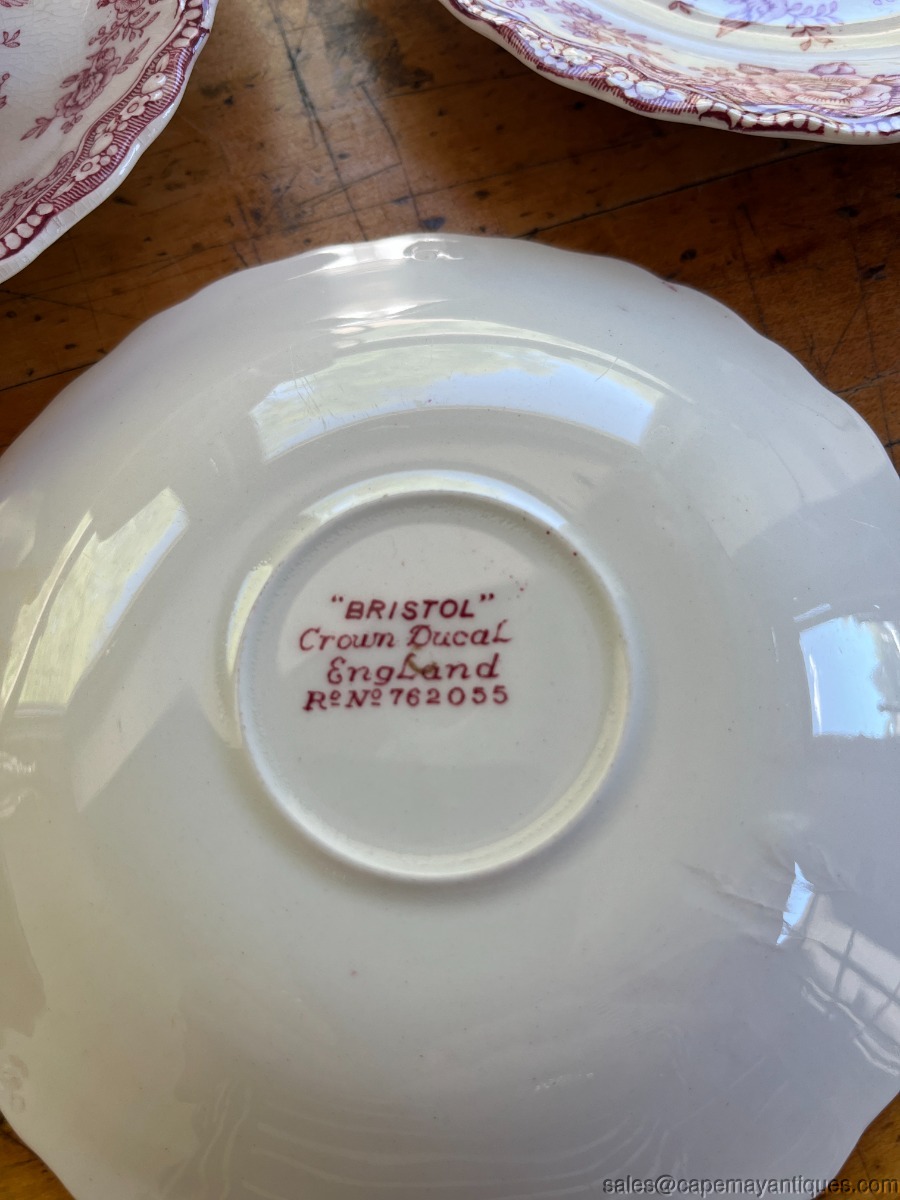 "BRISTOL"
Crown Ducal
England
Rᵈ Nº 762055
sales@capemayantiques.com